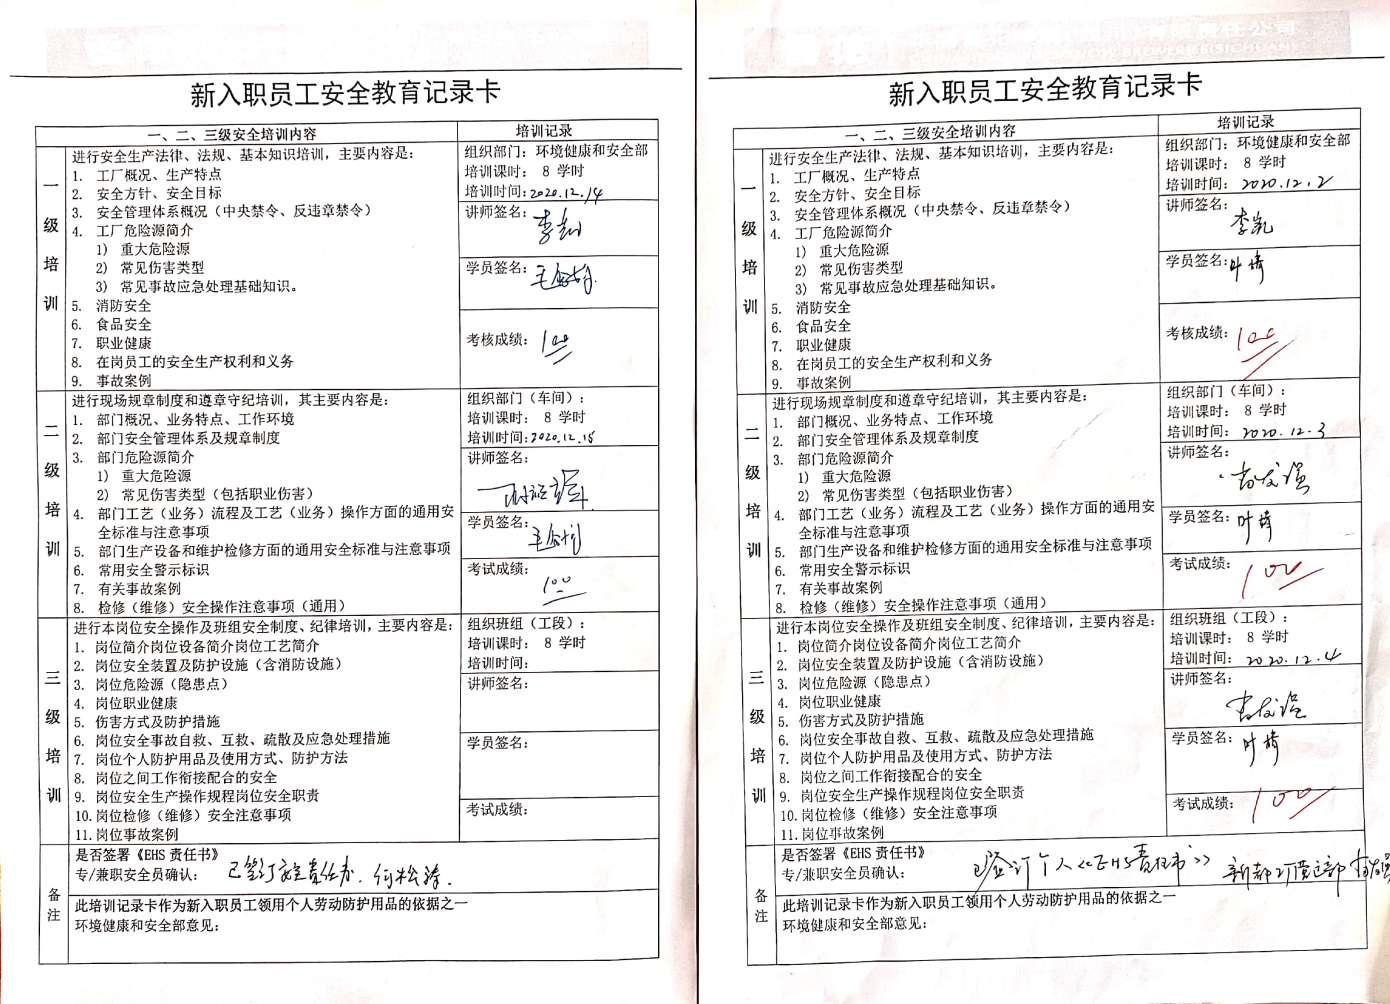 新入职员工安全教育记录卡
一、二、三级安全培训内容
培训记录
一级培训
进行安全生产法律、法规、基本知识培训，主要内容是：
1. 工厂概况、生产特点
2. 安全方针、安全目标
3. 安全管理体系概况（中央禁令、反违章禁令）
4. 工厂危险源简介
1) 重大危险源
2) 常见伤害类型
3) 常见事故应急处理基础知识。
5. 消防安全
6. 食品安全
7. 职业健康
8. 在岗员工的安全生产权利和义务
9. 事故案例
组织部门：环境健康和安全部
培训课时： 8 学时
培训时间：2020.12.14
讲师签名：
学员签名：
考核成绩：100
二级培训
进行现场规章制度和遵章守纪培训，其主要内容是：
1. 部门概况、业务特点、工作环境
2. 部门安全管理体系及规章制度
3. 部门危险源简介
1) 重大危险源
2) 常见伤害类型（包括职业伤害）
4. 部门工艺（业务）流程及工艺（业务）操作方面的通用安
全标准与注意事项
5. 部门生产设备和维护检修方面的通用安全标准与注意事项
6. 常用安全警示标识
7. 有关事故案例
8. 检修（维修）安全操作注意事项（通用）
组织部门（车间）：
培训课时： 8 学时
培训时间：2020.12.15
讲师签名：
学员签名：
考试成绩：100
三级培训
进行本岗位安全操作及班组安全制度、纪律培训，主要内容是：
1. 岗位简介岗位设备简介岗位工艺简介
2. 岗位安全装置及防护设施（含消防设施）
3. 岗位危险源（隐患点）
4. 岗位职业健康
5. 伤害方式及防护措施
6. 岗位安全事故自救、互救、疏散及应急处理措施
7. 岗位个人防护用品及使用方式、防护方法
8. 岗位之间工作衔接配合的安全
9. 岗位安全生产操作规程岗位安全职责
10. 岗位检修（维修）安全注意事项
11. 岗位事故案例
组织班组（工段）：
培训课时： 8 学时
培训时间：
讲师签名：
学员签名：
考试成绩：
备注
是否签署《EHS 责任书》
专/兼职安全员确认： 已签订
此培训记录卡作为新入职员工领用个人劳动防护用品的依据之一
环境健康和安全部意见：
有限责任公司
BREWERIES(SICHUAN)
新入职员工安全教育记录卡
一、二、三级安全培训内容
培训记录
一级培训
进行安全生产法律、法规、基本知识培训，主要内容是：
1. 工厂概况、生产特点
2. 安全方针、安全目标
3. 安全管理体系概况（中央禁令、反违章禁令）
4. 工厂危险源简介
1) 重大危险源
2) 常见伤害类型
3) 常见事故应急处理基础知识。
5. 消防安全
6. 食品安全
7. 职业健康
8. 在岗员工的安全生产权利和义务
9. 事故案例
组织部门：环境健康和安全部
培训课时： 8 学时
培训时间： 2020.12.2
讲师签名：李凯
学员签名：叶倩
考核成绩：100
二级培训
进行现场规章制度和遵章守纪培训，其主要内容是：
1. 部门概况、业务特点、工作环境
2. 部门安全管理体系及规章制度
3. 部门危险源简介
1) 重大危险源
2) 常见伤害类型（包括职业伤害）
4. 部门工艺（业务）流程及工艺（业务）操作方面的通用安
全标准与注意事项
5. 部门生产设备和维护检修方面的通用安全标准与注意事项
6. 常用安全警示标识
7. 有关事故案例
8. 检修（维修）安全操作注意事项（通用）
组织部门（车间）：
培训课时： 8 学时
培训时间： 2020.12.3
讲师签名：
学员签名：叶倩
考试成绩：100
三级培训
进行本岗位安全操作及班组安全制度、纪律培训，主要内容是：
1. 岗位简介岗位设备简介岗位工艺简介
2. 岗位安全装置及防护设施（含消防设施）
3. 岗位危险源（隐患点）
4. 岗位职业健康
5. 伤害方式及防护措施
6. 岗位安全事故自救、互救、疏散及应急处理措施
7. 岗位个人防护用品及使用方式、防护方法
8. 岗位之间工作衔接配合的安全
9. 岗位安全生产操作规程岗位安全职责
10. 岗位检修（维修）安全注意事项
11. 岗位事故案例
组织班组（工段）：
培训课时： 8 学时
培训时间： 2020.12.4
讲师签名：
学员签名：叶倩
考试成绩：100
备注
是否签署《EHS 责任书》
专/兼职安全员确认： 已签订个人《EHS责任书》
此培训记录卡作为新入职员工领用个人劳动防护用品的依据之一
环境健康和安全部意见：